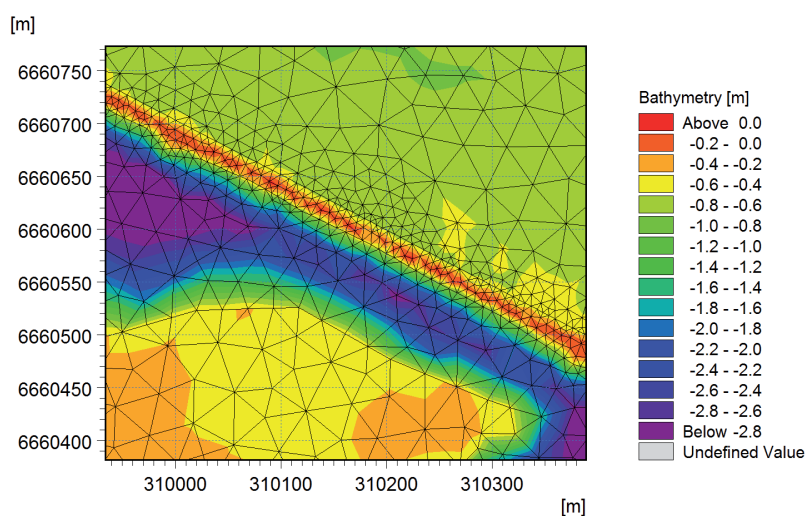 [m]
6660750
6660700
6660650
6660600
6660550
6660500
6660450
6660400
310000 310100 310200 310300
[m]
Bathymetry [m]
Above 0.0
-0.2 - 0.0
-0.4 - -0.2
-0.6 - -0.4
-0.8 - -0.6
-1.0 - -0.8
-1.2 - -1.0
-1.4 - -1.2
-1.6 - -1.4
-1.8 - -1.6
-2.0 - -1.8
-2.2 - -2.0
-2.4 - -2.2
-2.6 - -2.4
-2.8 - -2.6
Below -2.8
Undefined Value